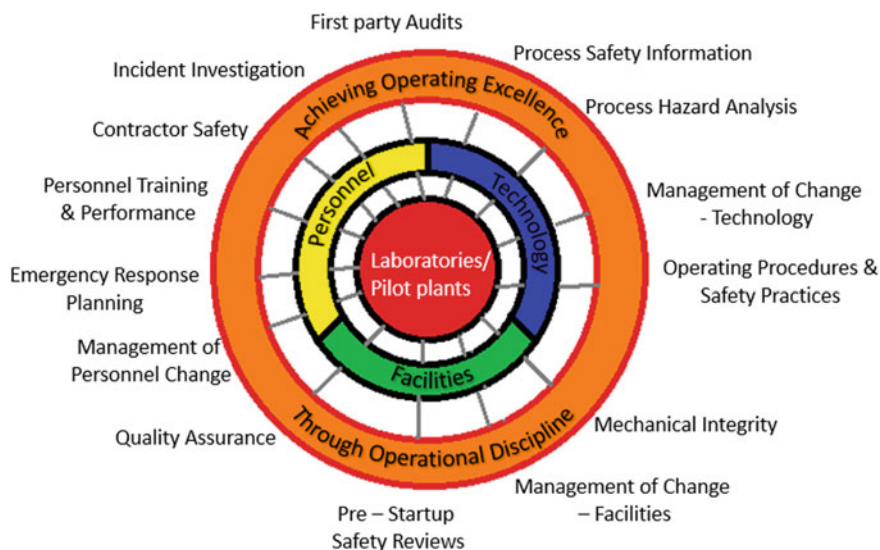 First party Audits
Process Safety Information
Incident Investigation
Achieving Operating Excellence
Process Hazard Analysis
Contractor Safety
Personnel Training
& Performance
Personnel
Technology
Management of Change
- Technology
Laboratories/
Pilot plants
Operating Procedures &
Safety Practices
Emergency Response
Planning
Management of
Personnel Change
Facilities
Quality Assurance
Through Operational Discipline
Mechanical Integrity
Management of Change
– Facilities
Pre – Startup
Safety Reviews